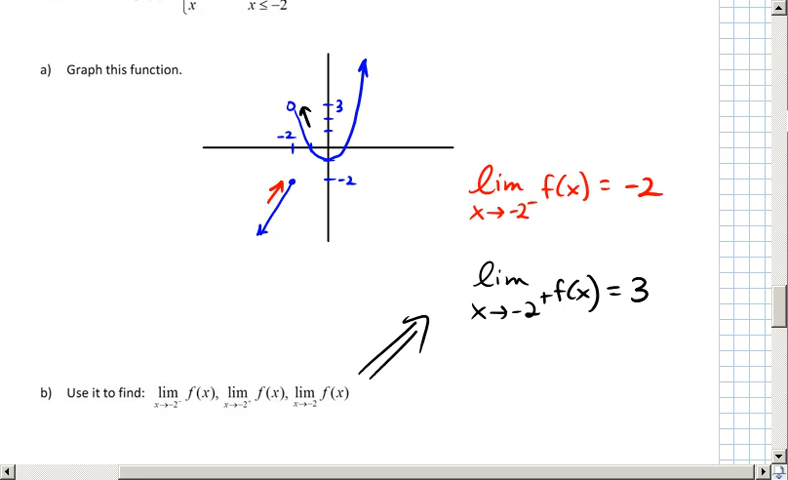 x x ≤ −2
a) Graph this function.
3
-2
-2
lim f(x) = -2
x→-2⁻
lim f(x) = 3
x→-2⁺
b) Use it to find: lim f(x), lim f(x), lim f(x)
x→-2⁻ x→-2⁺ x→-2